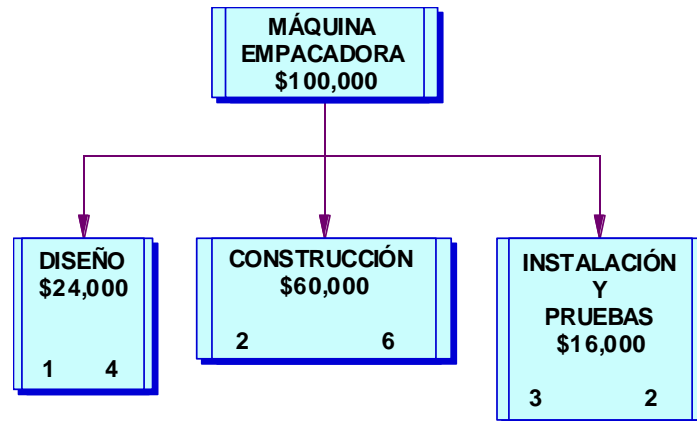 MÁQUINA
EMPACADORA
$100,000
DISEÑO
$24,000
1 4
CONSTRUCCIÓN
$60,000
2 6
INSTALACIÓN
Y
PRUEBAS
$16,000
3 2